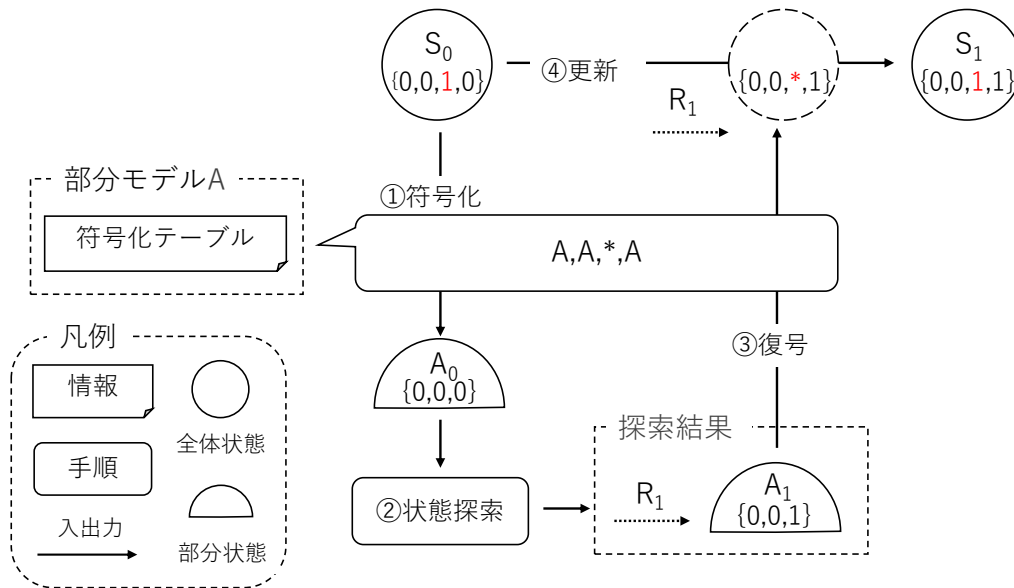 S₀
{0,0,1,0}
④更新
{0,0,*,1}
S₁
{0,0,1,1}
R₁
部分モデルA
符号化テーブル
①符号化
A,A,*,A
凡例
情報
全体状態
手順
入出力
部分状態
A₀
{0,0,0}
③復号
②状態探索
探索結果
R₁
A₁
{0,0,1}